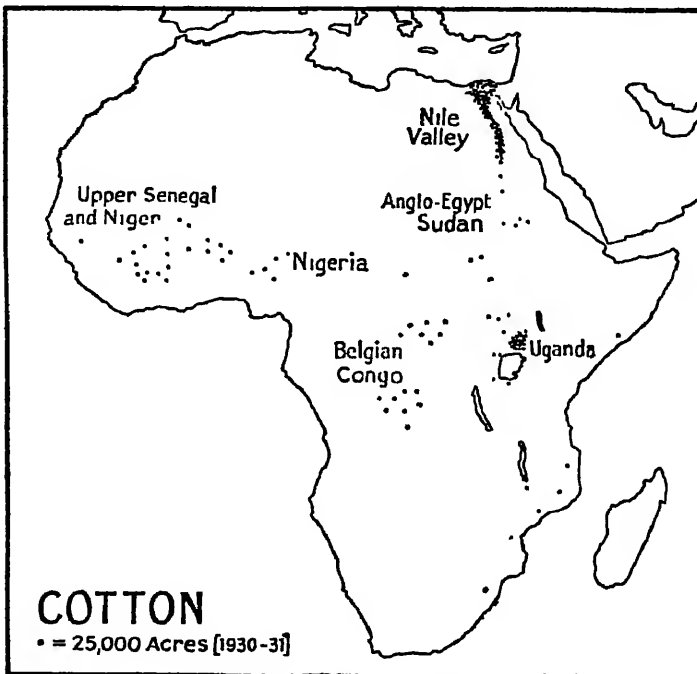 Nile
Valley
Upper Senegal
and Niger
Anglo-Egypt
Sudan
Nigeria
Belgian
Congo
Uganda
COTTON
• = 25,000 Acres [1930-31]